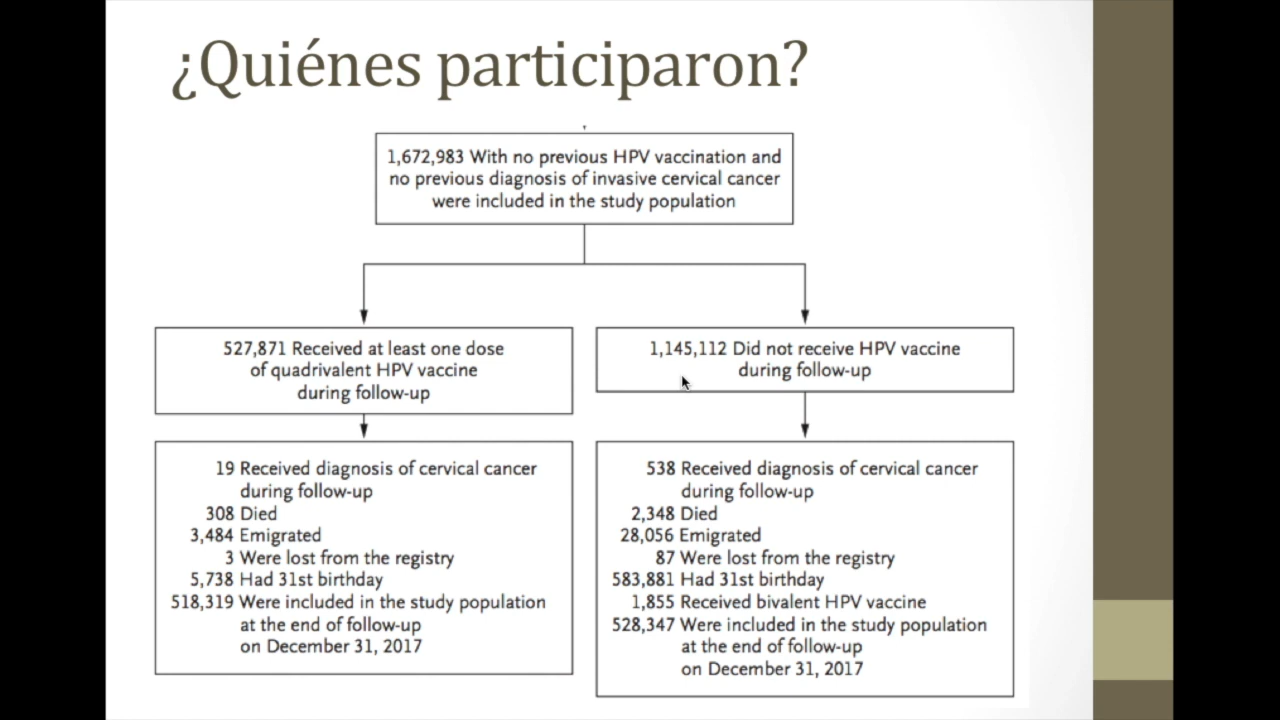 ¿Quiénes participaron?
1,672,983 With no previous HPV vaccination and
no previous diagnosis of invasive cervical cancer
were included in the study population
527,871 Received at least one dose
of quadrivalent HPV vaccine
during follow-up
1,145,112 Did not receive HPV vaccine
during follow-up
19 Received diagnosis of cervical cancer
during follow-up
308 Died
3,484 Emigrated
3 Were lost from the registry
5,738 Had 31st birthday
518,319 Were included in the study population
at the end of follow-up
on December 31, 2017
538 Received diagnosis of cervical cancer
during follow-up
2,348 Died
28,056 Emigrated
87 Were lost from the registry
583,881 Had 31st birthday
1,855 Received bivalent HPV vaccine
528,347 Were included in the study population
at the end of follow-up
on December 31, 2017